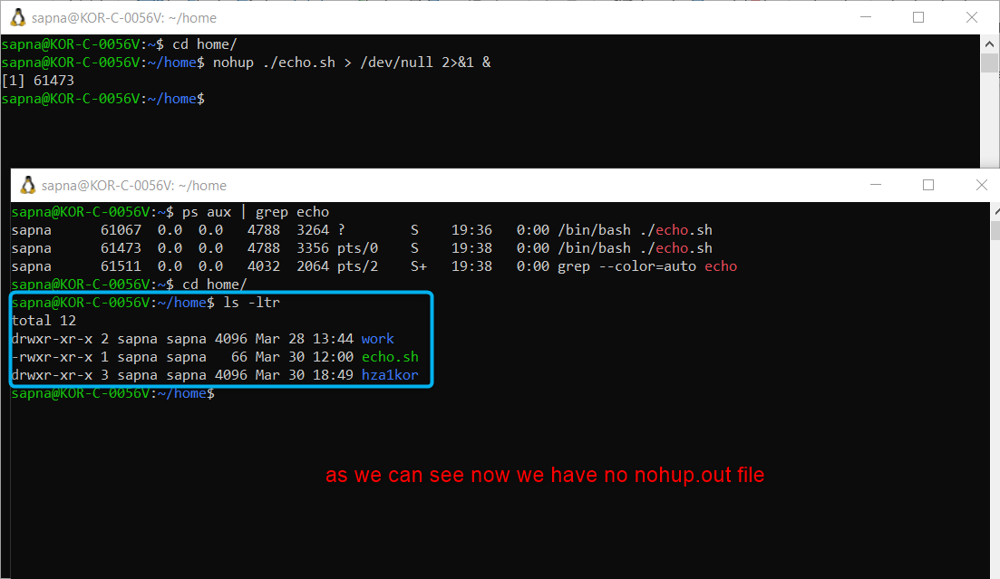 sapna@KOR-C-0056V: ~/home
sapna@KOR-C-0056V:~$ cd home/
sapna@KOR-C-0056V:~/home$ nohup ./echo.sh > /dev/null 2>&1 &
[1] 61473
sapna@KOR-C-0056V:~/home$
sapna@KOR-C-0056V: ~/home
sapna@KOR-C-0056V:~$ ps aux | grep echo
sapna      61067  0.0  0.0   4788  3264 ?        S    19:36   0:00 /bin/bash ./echo.sh
sapna      61473  0.0  0.0   4788  3356 pts/0    S    19:38   0:00 /bin/bash ./echo.sh
sapna      61511  0.0  0.0   4032  2064 pts/2    S+   19:38   0:00 grep --color=auto echo
sapna@KOR-C-0056V:~$ cd home/
sapna@KOR-C-0056V:~/home$ ls -ltr
total 12
drwxr-xr-x 2 sapna sapna 4096 Mar 28 13:44 work
-rwxr-xr-x 1 sapna sapna   66 Mar 30 12:00 echo.sh
drwxr-xr-x 3 sapna sapna 4096 Mar 30 18:49 hza1kor
sapna@KOR-C-0056V:~/home$
as we can see now we have no nohup.out file